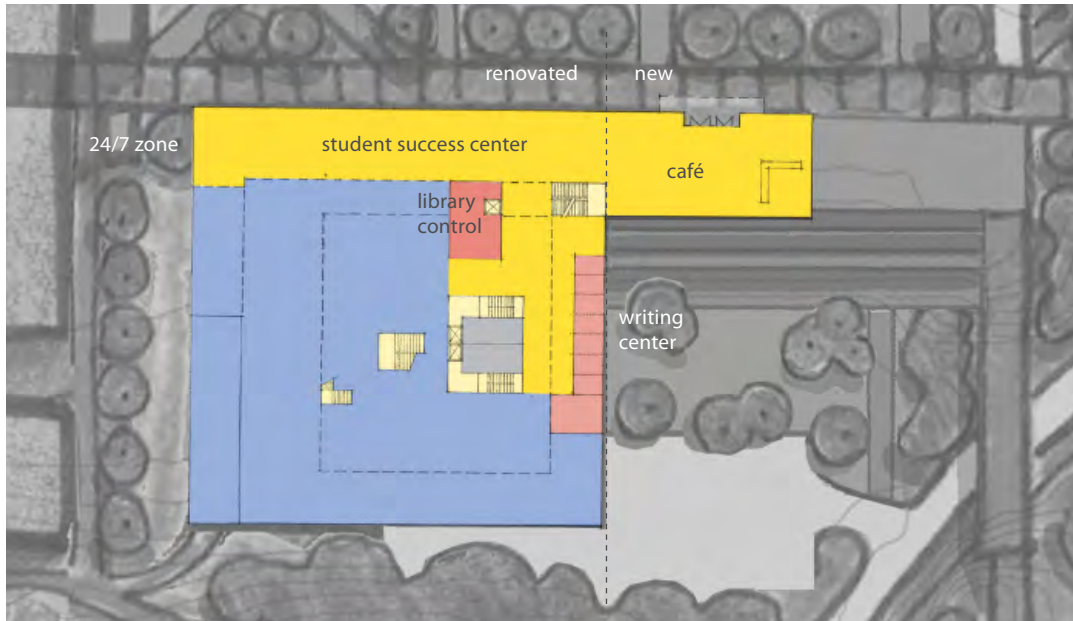 renovated
new
24/7 zone
student success center
café
library
control
writing
center